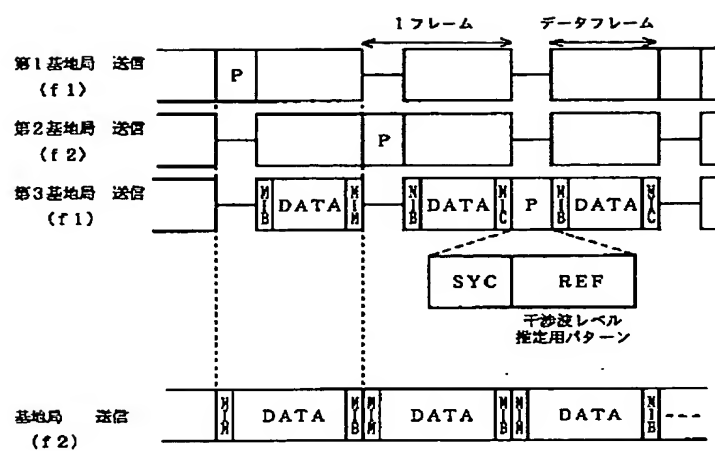 1フレーム データフレーム
第1基地局 送信 P
(f1)
第2基地局 送信 P
(f2)
第3基地局 送信 DATA DATA P DATA
(f1)
SYC REF
干渉波レベル
推定用パターン
基地局 送信 DATA DATA DATA
(f2)